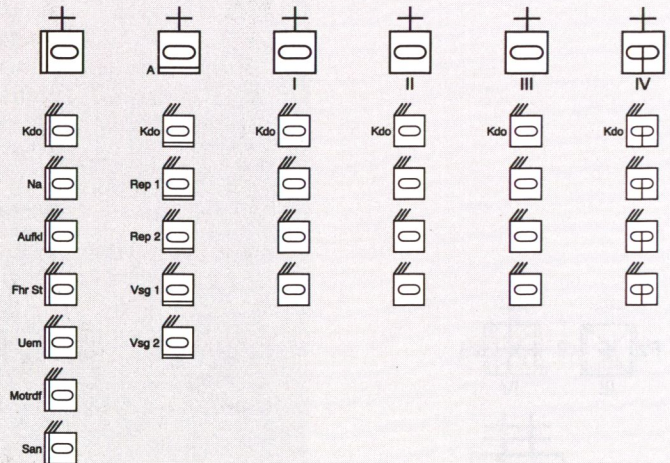 A
I II III IV
Kdo Kdo Kdo Kdo Kdo Kdo
Na Rep 1
Aufkl Rep 2
Fhr St Vsg 1
Uem Vsg 2
Motrdf
San